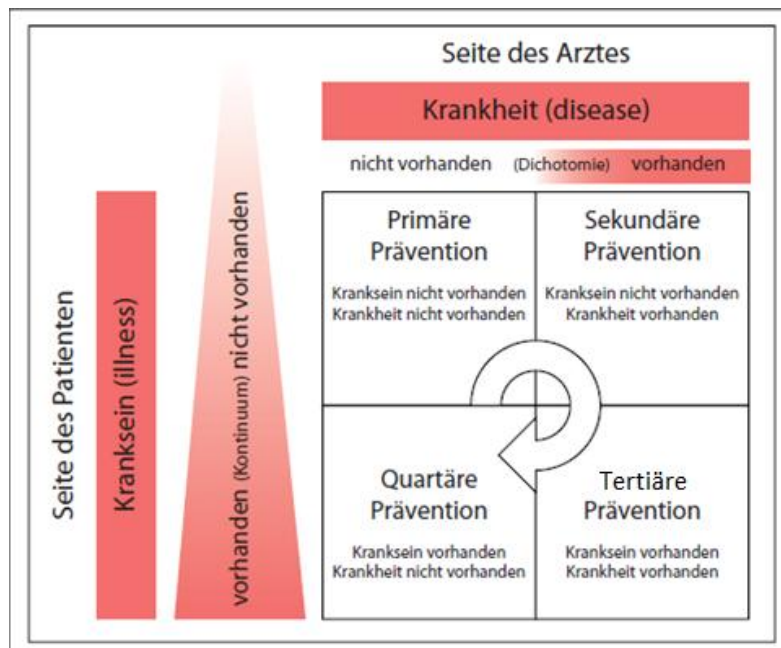 Seite des Arztes
Krankheit (disease)
nicht vorhanden (Dichotomie) vorhanden
Seite des Patienten
Kranksein (illness)
vorhanden (Kontinuum) nicht vorhanden
Primäre
Prävention
Kranksein nicht vorhanden
Krankheit nicht vorhanden
Sekundäre
Prävention
Kranksein nicht vorhanden
Krankheit vorhanden
Quartäre
Prävention
Kranksein vorhanden
Krankheit nicht vorhanden
Tertiäre
Prävention
Kranksein vorhanden
Krankheit vorhanden